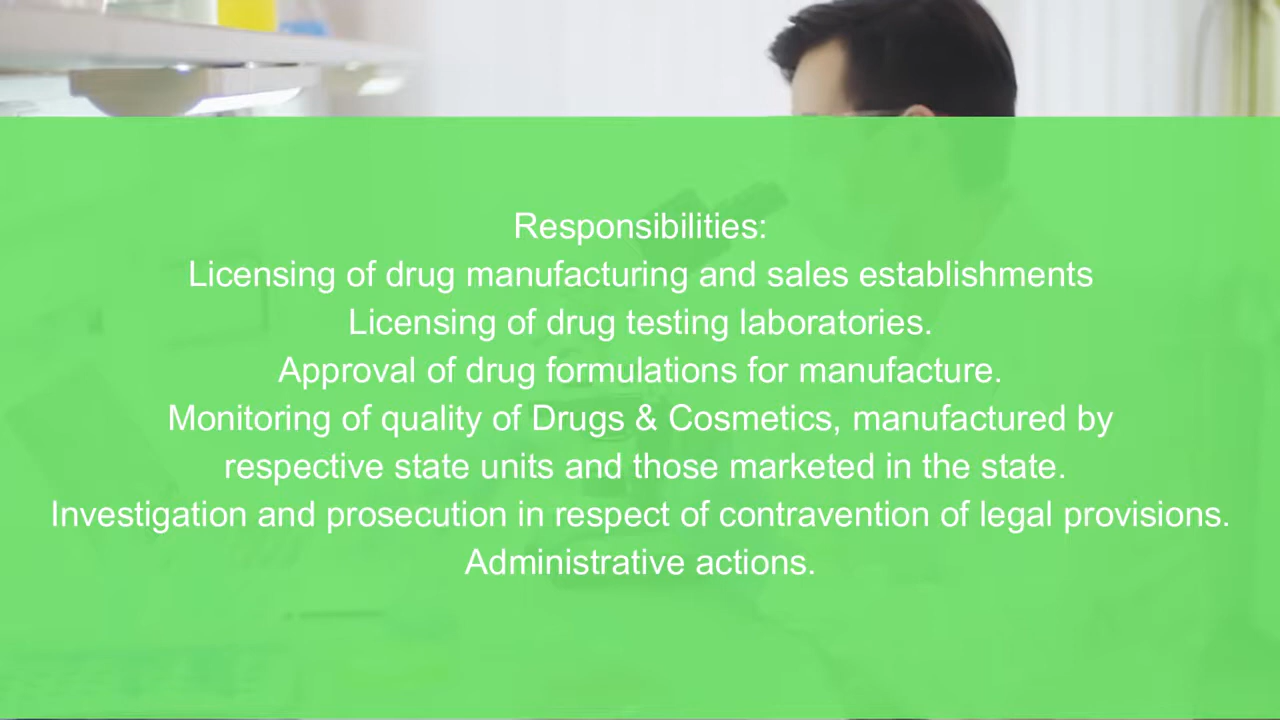 Responsibilities:
Licensing of drug manufacturing and sales establishments
Licensing of drug testing laboratories.
Approval of drug formulations for manufacture.
Monitoring of quality of Drugs & Cosmetics, manufactured by
respective state units and those marketed in the state.
Investigation and prosecution in respect of contravention of legal provisions.
Administrative actions.